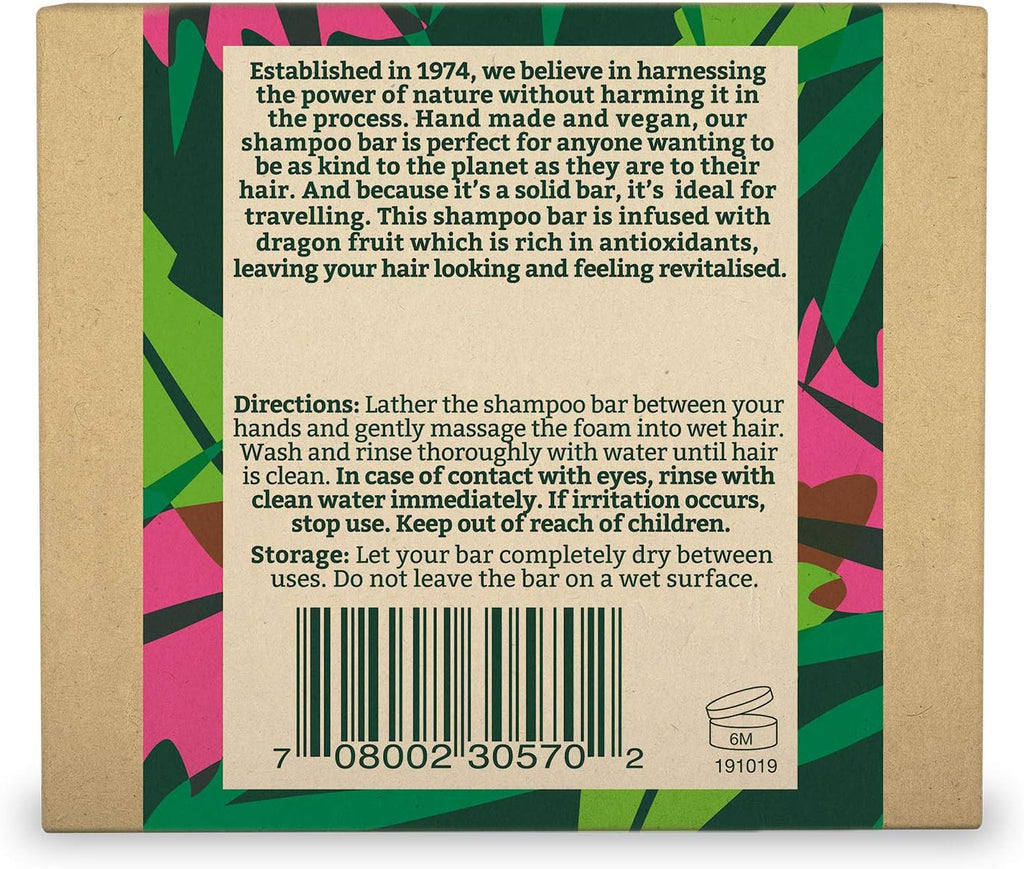 Established in 1974, we believe in harnessing
the power of nature without harming it in
the process. Hand made and vegan, our
shampoo bar is perfect for anyone wanting to
be as kind to the planet as they are to their
hair. And because it's a solid bar, it's ideal for
travelling. This shampoo bar is infused with
dragon fruit which is rich in antioxidants,
leaving your hair looking and feeling revitalised.
Directions: Lather the shampoo bar between your
hands and gently massage the foam into wet hair.
Wash and rinse thoroughly with water until hair
is clean. In case of contact with eyes, rinse with
clean water immediately. If irritation occurs,
stop use. Keep out of reach of children.
Storage: Let your bar completely dry between
uses. Do not leave the bar on a wet surface.
6M
191019
7 08002 30570 2